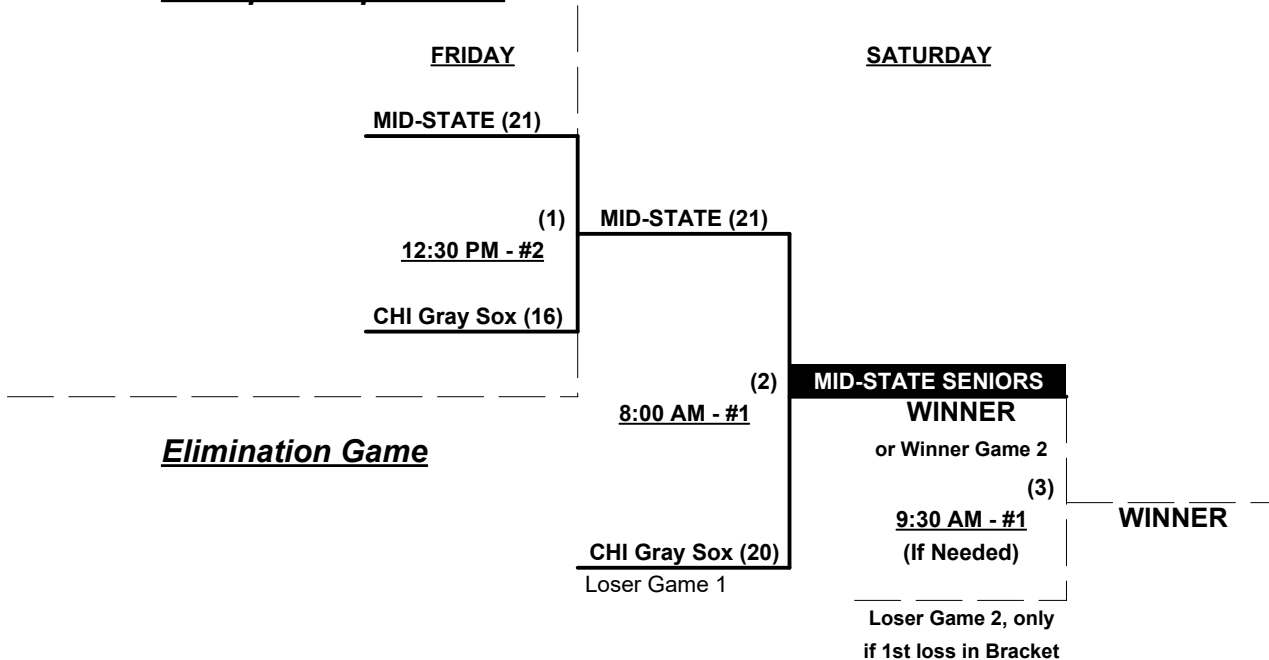 FRIDAY
SATURDAY
MID-STATE (21)
(1)
MID-STATE (21)
12:30 PM - #2
CHI Gray Sox (16)
(2)
MID-STATE SENIORS
8:00 AM - #1
WINNER
Elimination Game
or Winner Game 2
(3)
9:30 AM - #1
WINNER
CHI Gray Sox (20)
(If Needed)
Loser Game 1
Loser Game 2, only
if 1st loss in Bracket